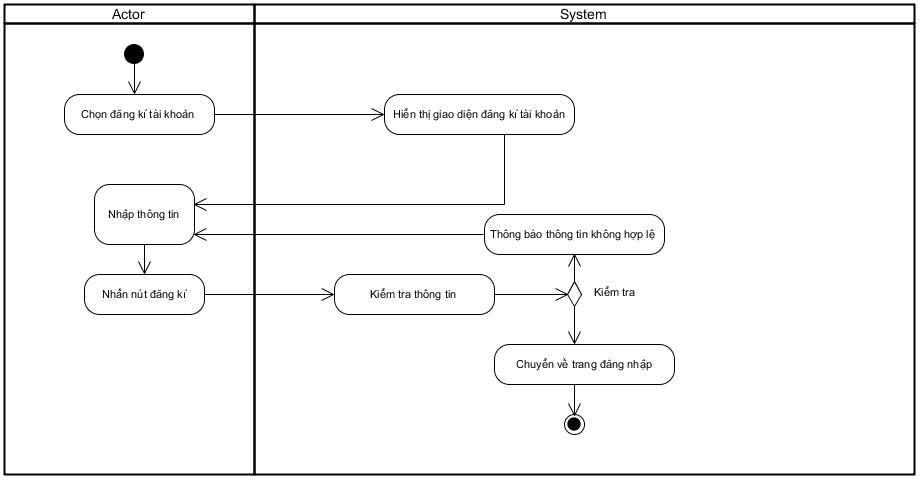 Actor
System
Chọn đăng kí tài khoản
Hiển thị giao diện đăng kí tài khoản
Nhập thông tin
Thông báo thông tin không hợp lệ
Nhấn nút đăng kí
Kiểm tra thông tin
Kiểm tra
Chuyển về trang đăng nhập